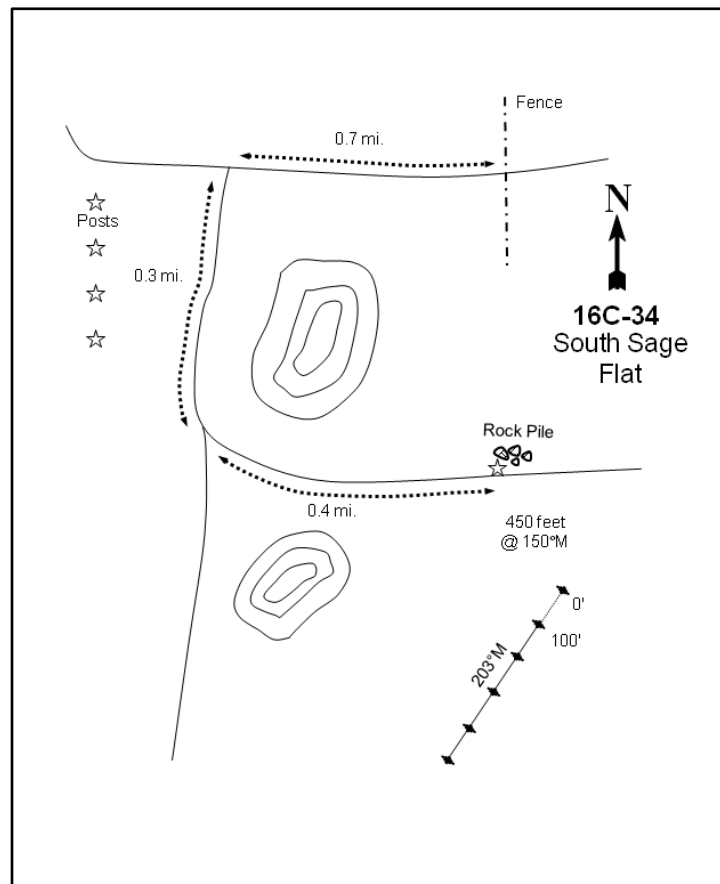 Fence
0.7 mi.
N
Posts
0.3 mi.
16C-34
South Sage
Flat
Rock Pile
0.4 mi.
450 feet
@ 150°M
0'
100'
203°M